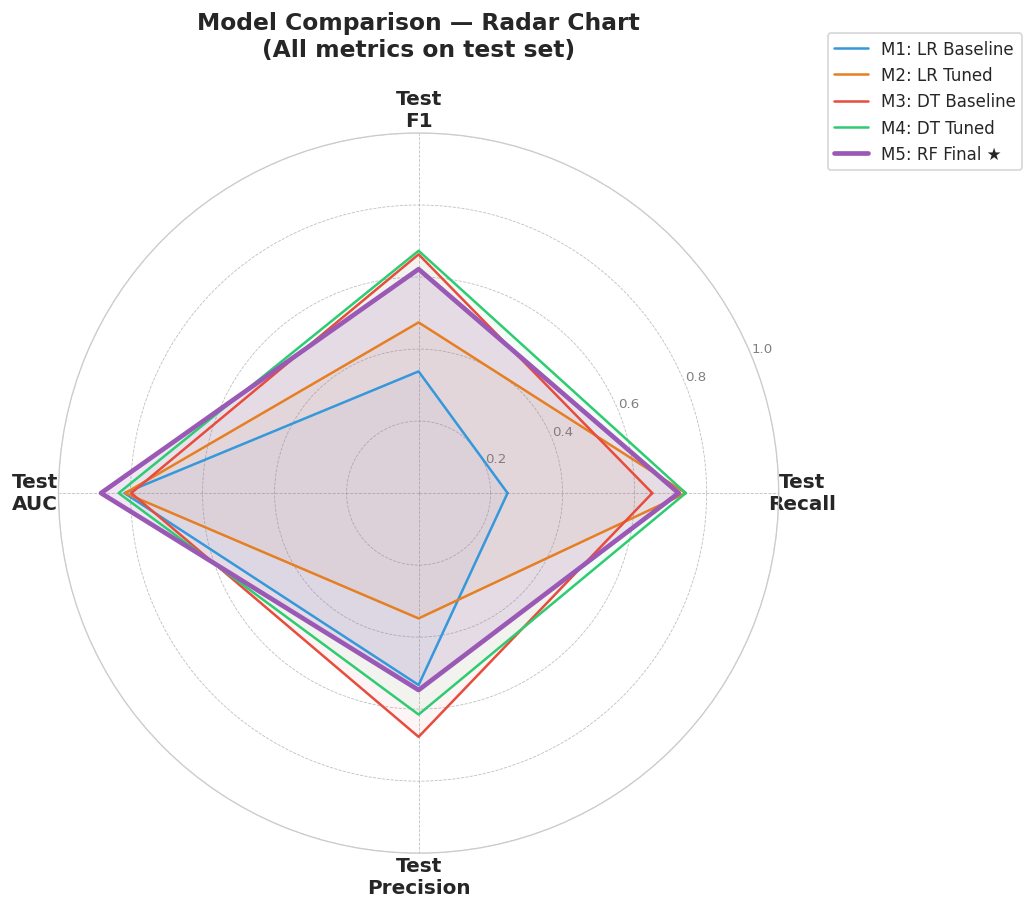 Model Comparison — Radar Chart
(All metrics on test set)
M1: LR Baseline
M2: LR Tuned
M3: DT Baseline
M4: DT Tuned
M5: RF Final ★
Test
F1
1.0
0.8
0.6
0.4
0.2
Test
AUC
Test
Recall
Test
Precision